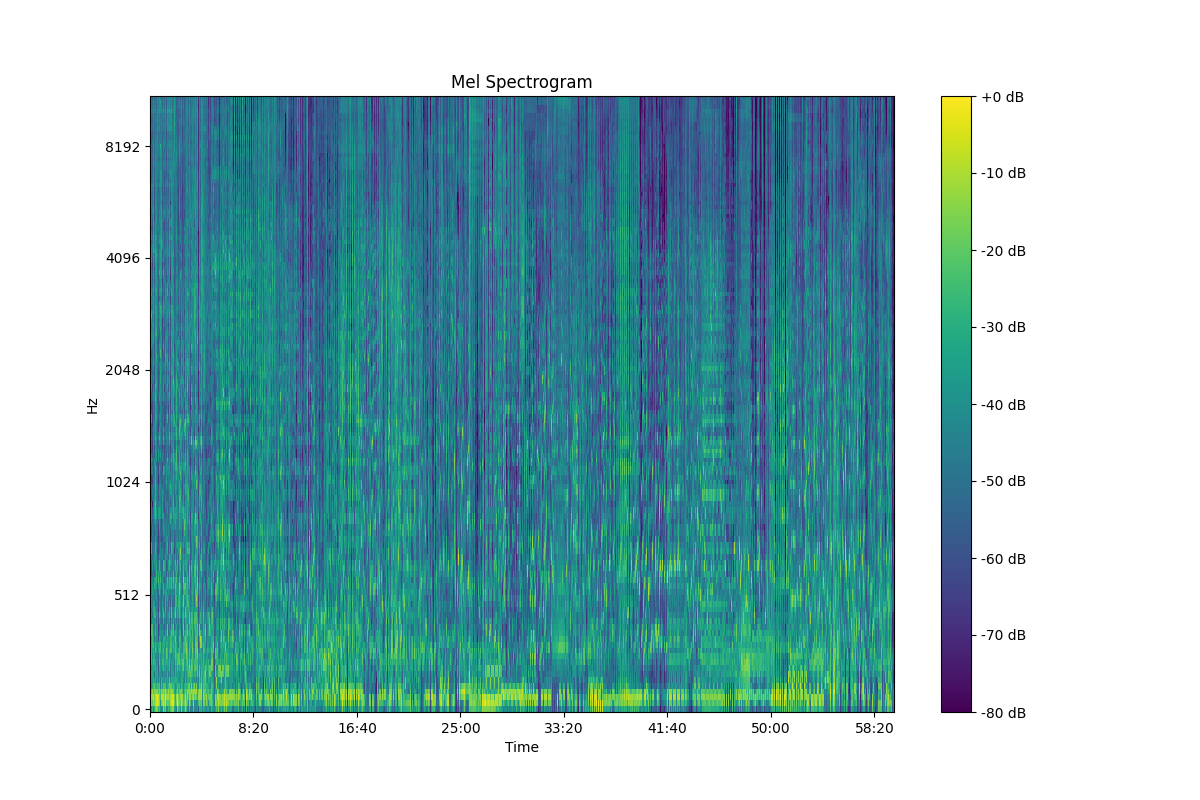 Mel Spectrogram
8192
4096
2048
1024
512
0
Hz
0:00 8:20 16:40 25:00 33:20 41:40 50:00 58:20
Time
+0 dB
-10 dB
-20 dB
-30 dB
-40 dB
-50 dB
-60 dB
-70 dB
-80 dB